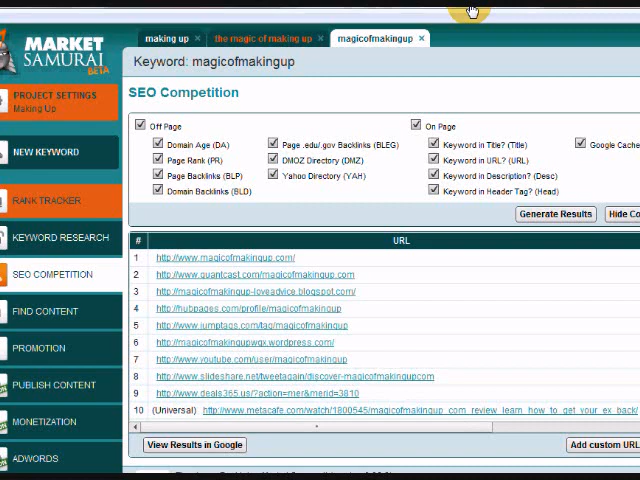 MARKET
SAMURAI
BETA
making up × the magic of making up × magicofmakingup ×
Keyword: magicofmakingup
SEO Competition
PROJECT SETTINGS
Making Up
NEW KEYWORD
RANK TRACKER
KEYWORD RESEARCH
SEO COMPETITION
FIND CONTENT
PROMOTION
PUBLISH CONTENT
MONETIZATION
ADWORDS
Off Page On Page
Domain Age (DA) Page .edu/.gov Backlinks (BLEG) Keyword in Title? (Title) Google Cache
Page Rank (PR) DMOZ Directory (DMZ) Keyword in URL? (URL)
Page Backlinks (BLP) Yahoo Directory (YAH) Keyword in Description? (Desc)
Domain Backlinks (BLD) Keyword in Header Tag? (Head)
Generate Results Hide Co
# URL
1 http://www.magicofmakingup.com/
2 http://www.quantcast.com/magicofmakingup.com
3 http://magicofmakingup-loveadvice.blogspot.com/
4 http://hubpages.com/profile/magicofmakingup
5 http://www.jumptags.com/tag/magicofmakingup
6 http://magicofmakingupwqx.wordpress.com/
7 http://www.youtube.com/user/magicofmakingup
8 http://www.slideshare.net/tweetagain/discover-magicofmakingup
9 http://www.deals365.us/?action=mer&merid=3810
10 (Universal) http://www.metacafe.com/watch/1800545/magicofmakingup_com_review_learn_how_to_get_your_ex_back/
View Results in Google Add custom URL